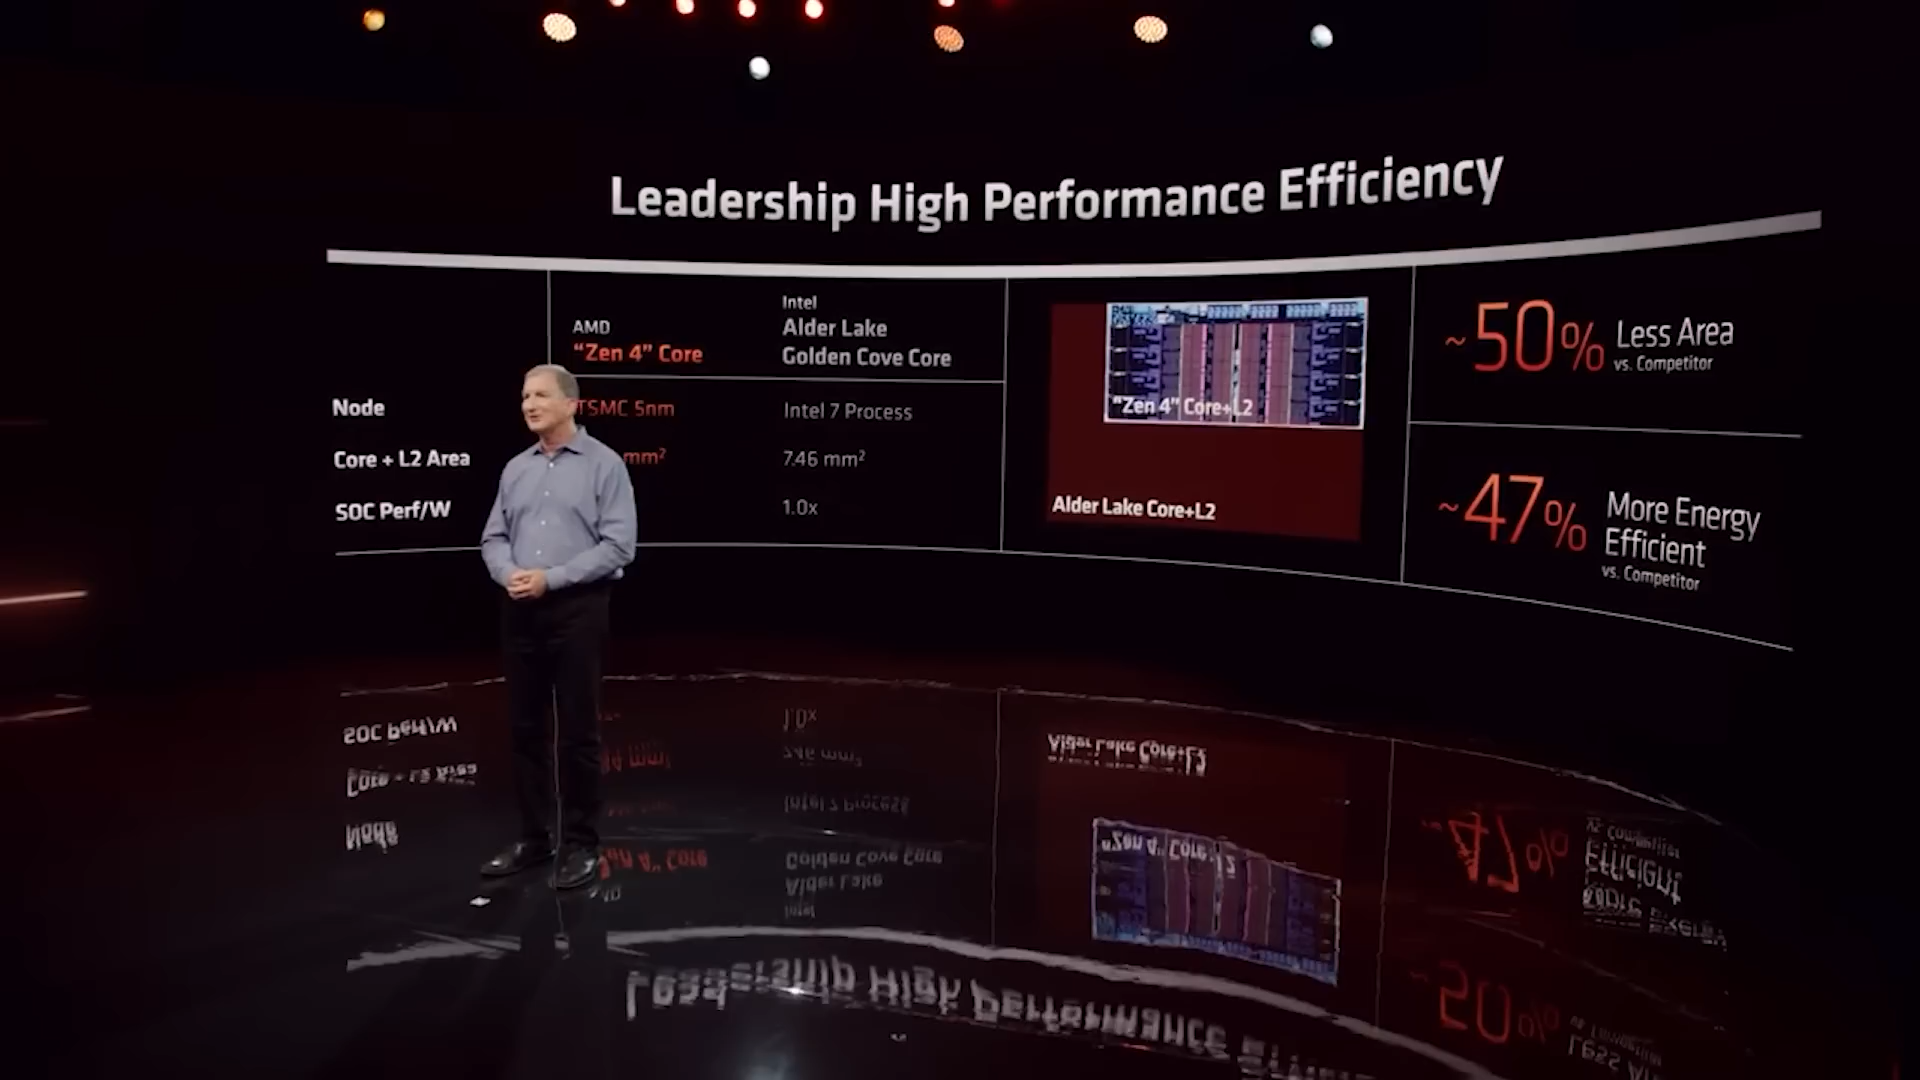 Leadership High Performance Efficiency
AMD
“Zen 4” Core
Intel
Alder Lake
Golden Cove Core
Node
TSMC 5nm
Intel 7 Process
Core + L2 Area
mm²
7.46 mm²
SOC Perf/W
1.0x
“Zen 4” Core+L2
Alder Lake Core+L2
~50% Less Area
vs. Competitor
~47% More Energy
Efficient
vs. Competitor